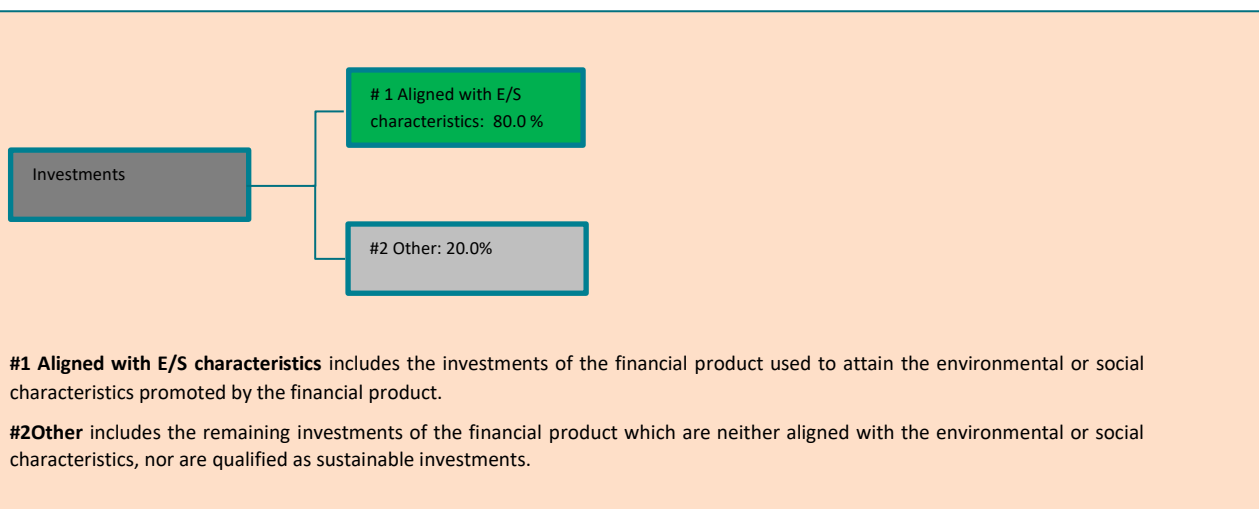 # 1 Aligned with E/S
characteristics: 80.0 %
Investments
#2 Other: 20.0%
#1 Aligned with E/S characteristics includes the investments of the financial product used to attain the environmental or social
characteristics promoted by the financial product.
#2Other includes the remaining investments of the financial product which are neither aligned with the environmental or social
characteristics, nor are qualified as sustainable investments.